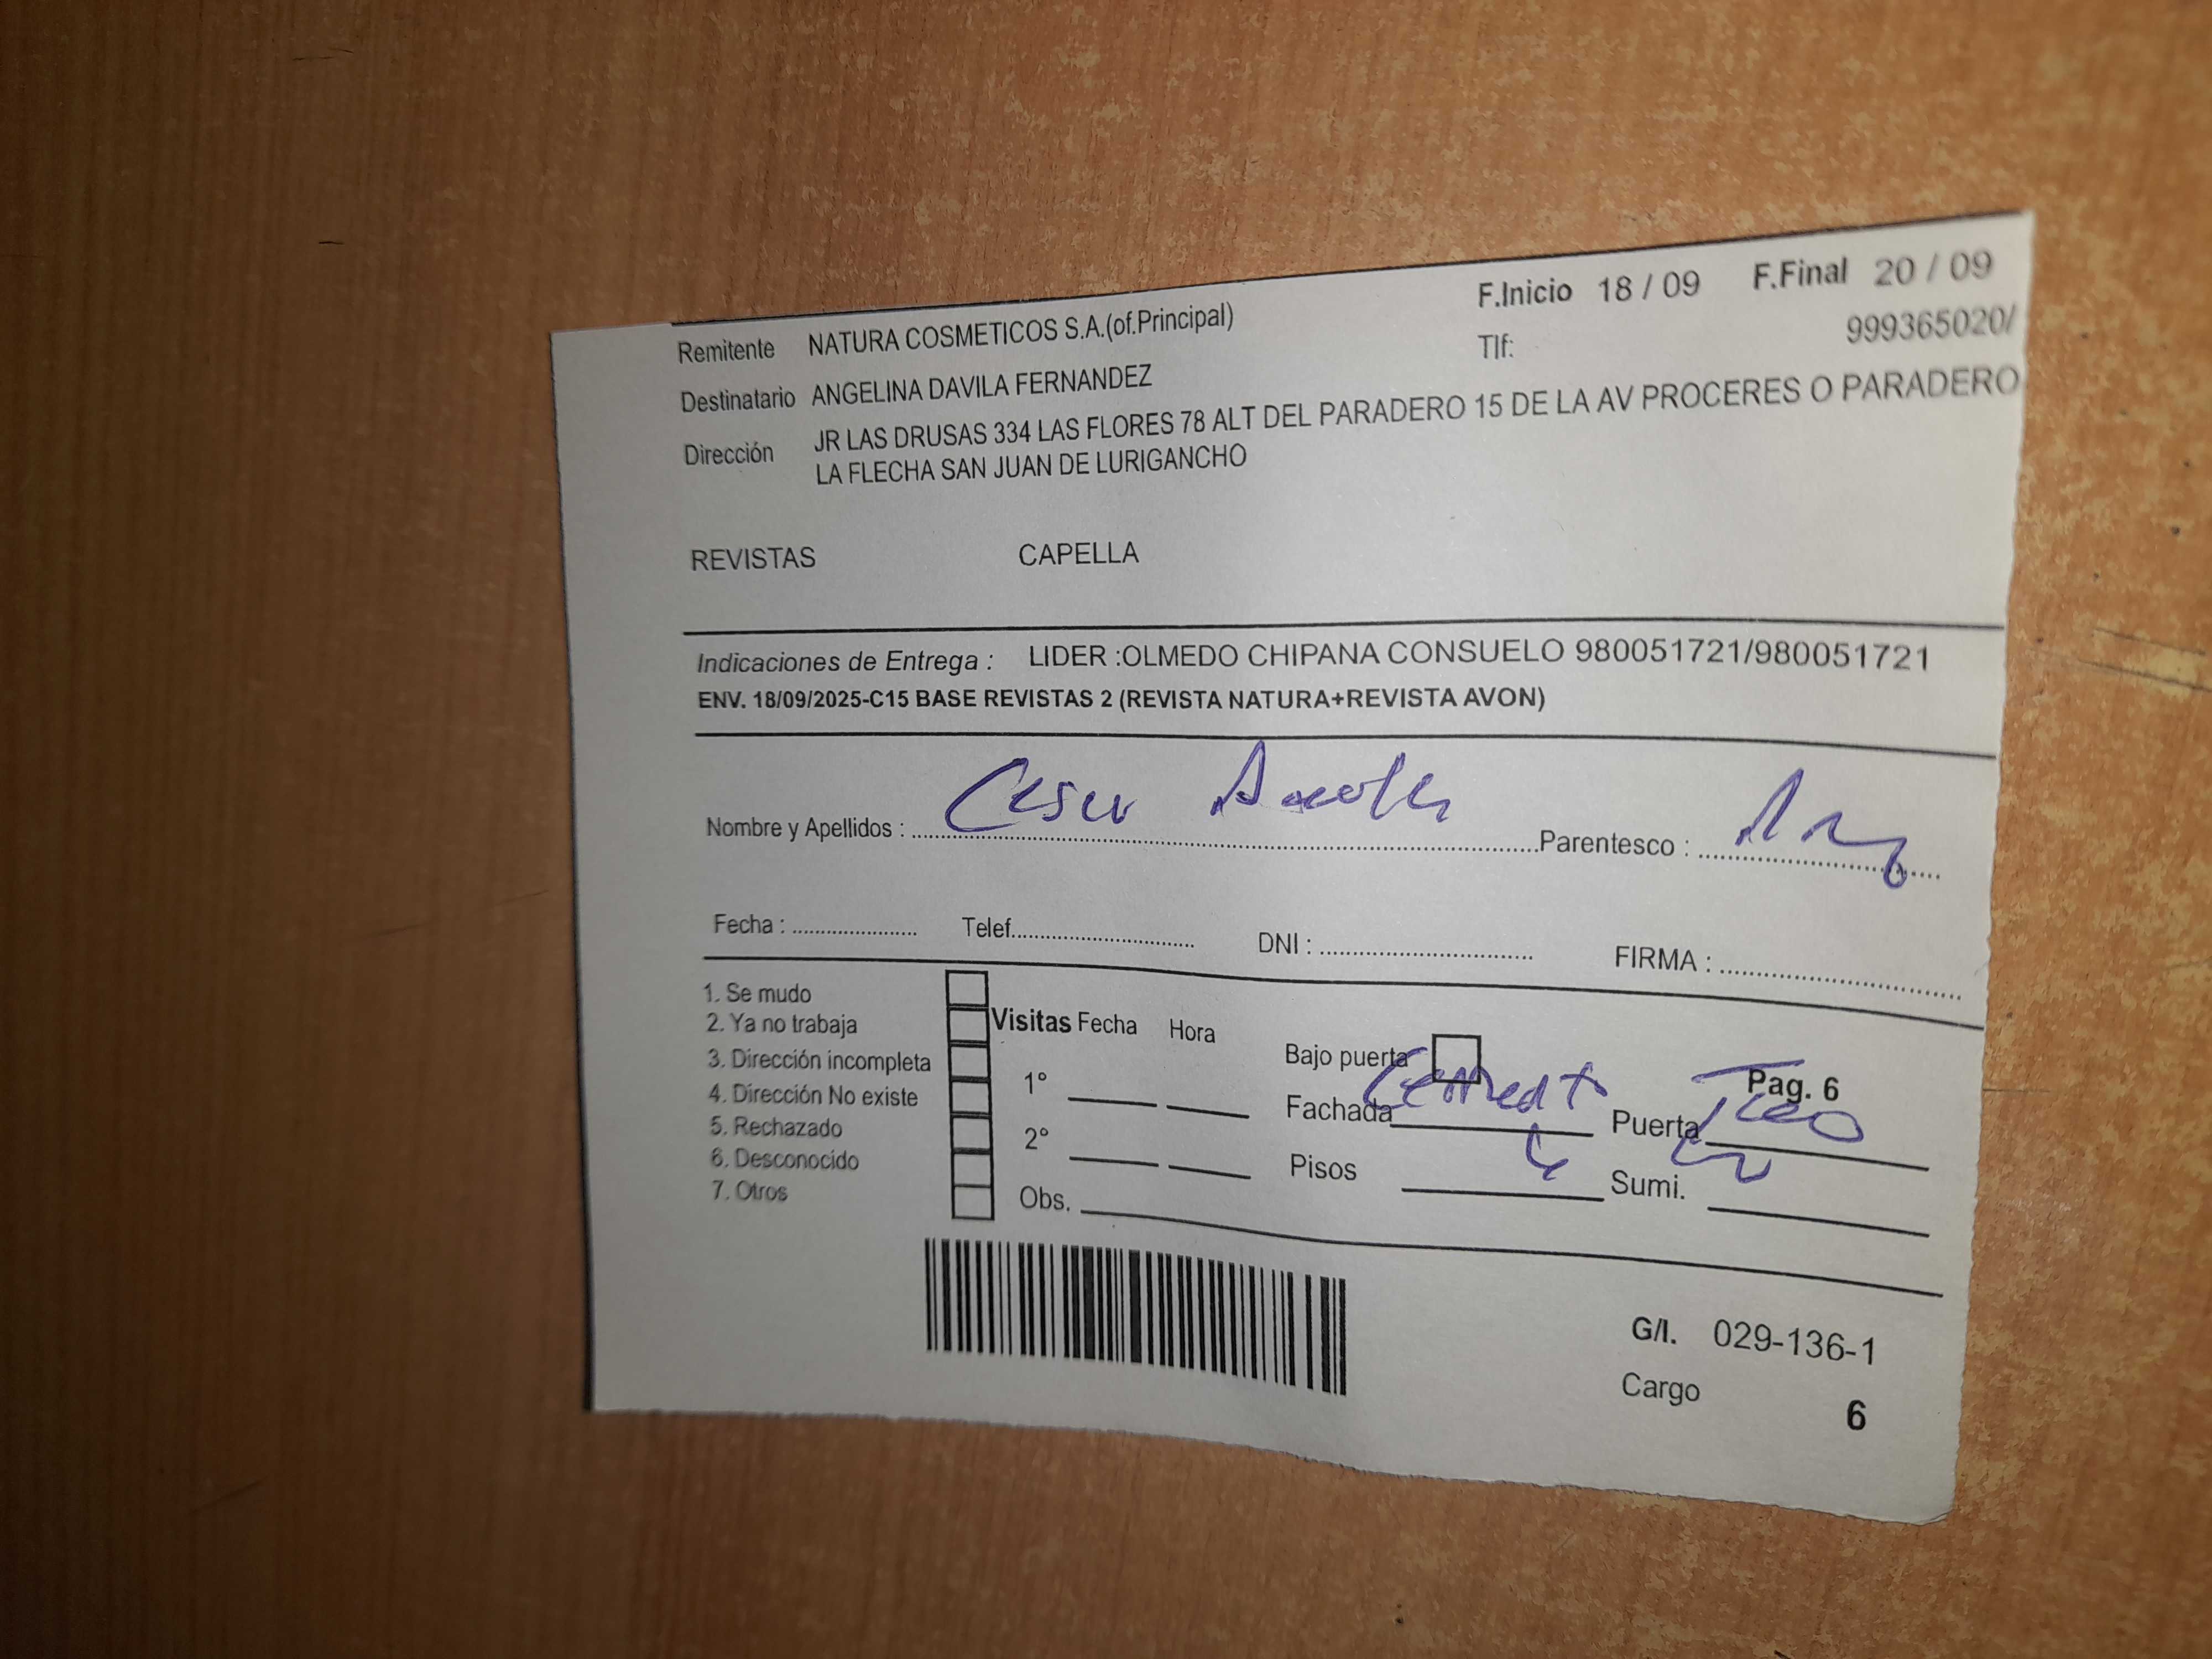 F.Inicio 18 / 09 F.Final 20 / 09
Remitente NATURA COSMETICOS S.A.(of.Principal) Tlf: 999365020/
Destinatario ANGELINA DAVILA FERNANDEZ
Dirección JR LAS DRUSAS 334 LAS FLORES 78 ALT DEL PARADERO 15 DE LA AV PROCERES O PARADERO
LA FLECHA SAN JUAN DE LURIGANCHO
REVISTAS CAPELLA
Indicaciones de Entrega : LIDER :OLMEDO CHIPANA CONSUELO 980051721/980051721
ENV. 18/09/2025-C15 BASE REVISTAS 2 (REVISTA NATURA+REVISTA AVON)
Nombre y Apellidos : Cesar Parentesco :
Fecha : Telef. DNI : FIRMA :
1. Se mudo
2. Ya no trabaja
3. Dirección incompleta
4. Dirección No existe
5. Rechazado
6. Desconocido
7. Otros
Visitas Fecha Hora
1°
2°
Obs.
Bajo puerta Pag. 6
Fachada Puerta
Pisos Sumi.
G/I. 029-136-1
Cargo 6